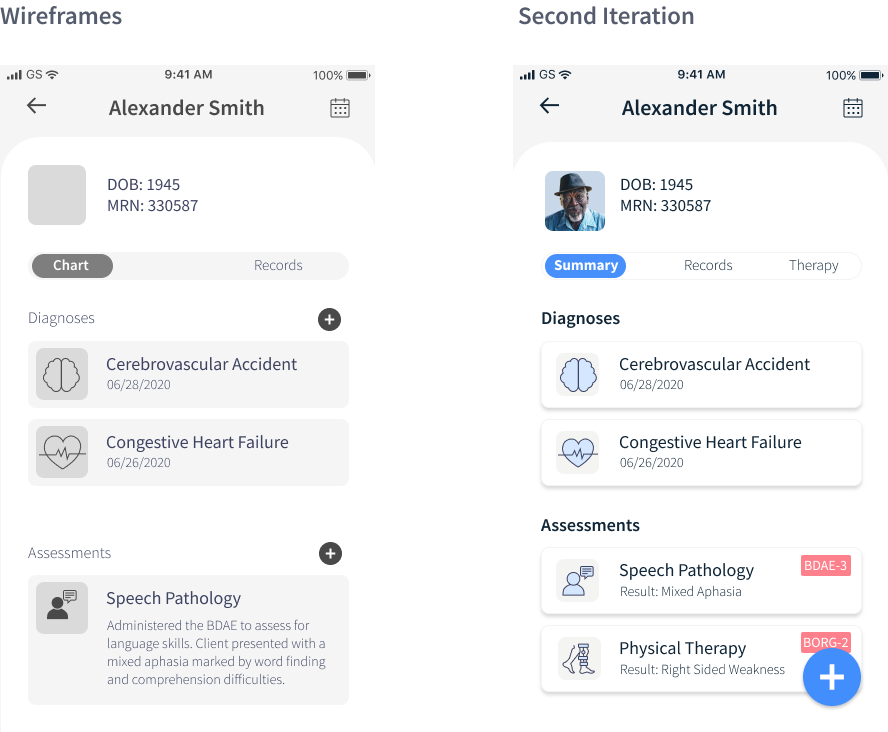 Wireframes
GS
9:41 AM
100%
Alexander Smith
DOB: 1945
MRN: 330587
Chart
Records
Diagnoses
Cerebrovascular Accident
06/28/2020
Congestive Heart Failure
06/26/2020
Assessments
Speech Pathology
Administered the BDAE to assess for
language skills. Client presented with a
mixed aphasia marked by word finding
and comprehension difficulties.
Second Iteration
GS
9:41 AM
100%
Alexander Smith
DOB: 1945
MRN: 330587
Summary
Records
Therapy
Diagnoses
Cerebrovascular Accident
06/28/2020
Congestive Heart Failure
06/26/2020
Assessments
Speech Pathology
BDAE-3
Result: Mixed Aphasia
Physical Therapy
BORG-2
Result: Right Sided Weakness